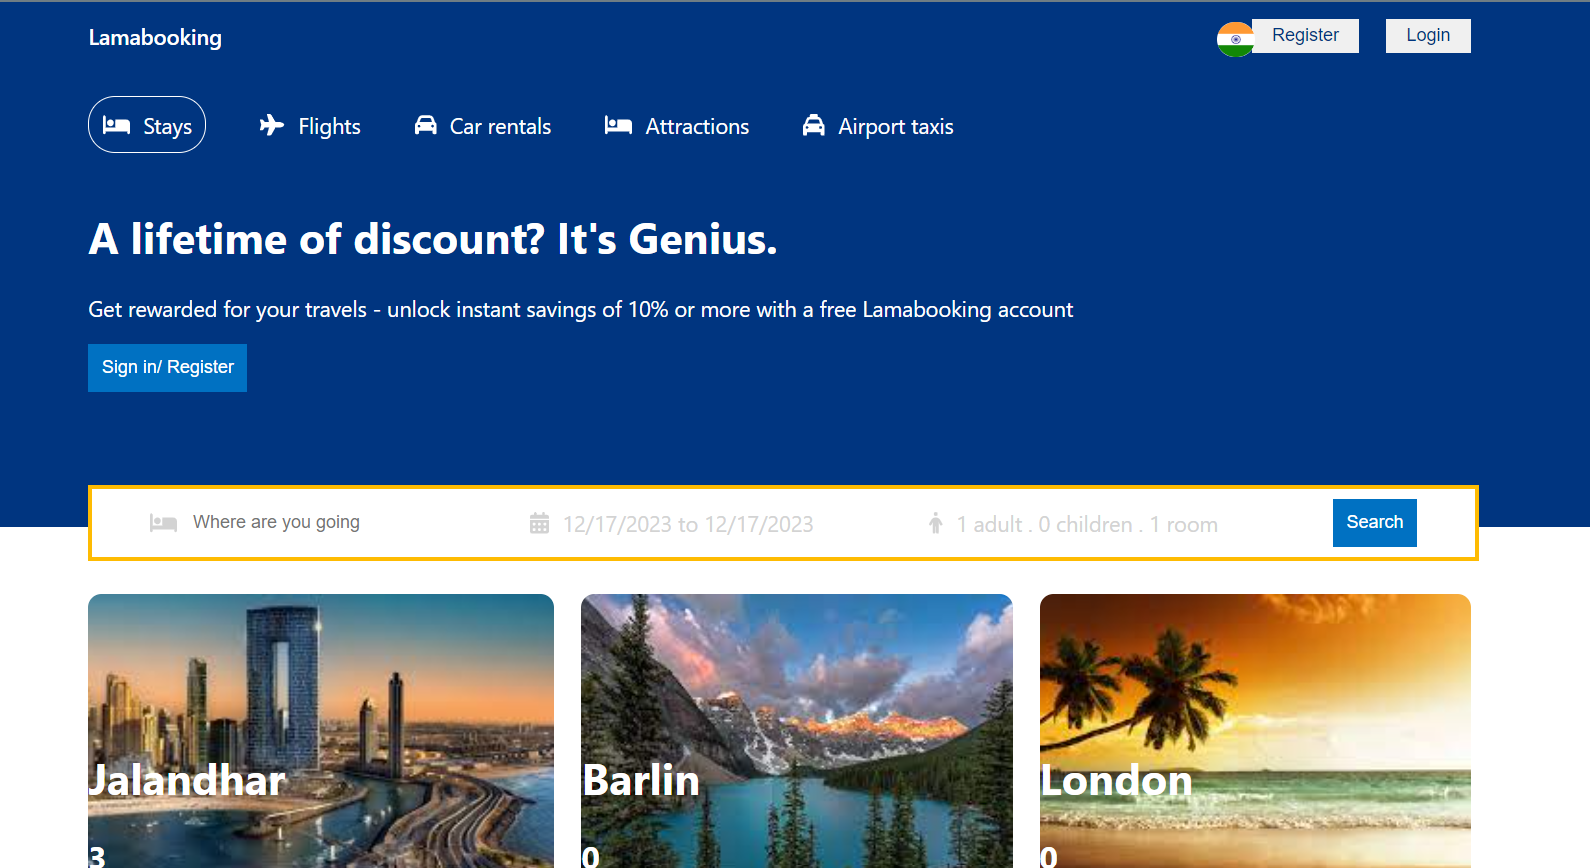 Lamabooking
Register
Login
Stays
Flights
Car rentals
Attractions
Airport taxis
A lifetime of discount? It's Genius.
Get rewarded for your travels - unlock instant savings of 10% or more with a free Lamabooking account
Sign in/ Register
Where are you going
12/17/2023 to 12/17/2023
1 adult . 0 children . 1 room
Search
Jalandhar
Barlin
London
3
0
0